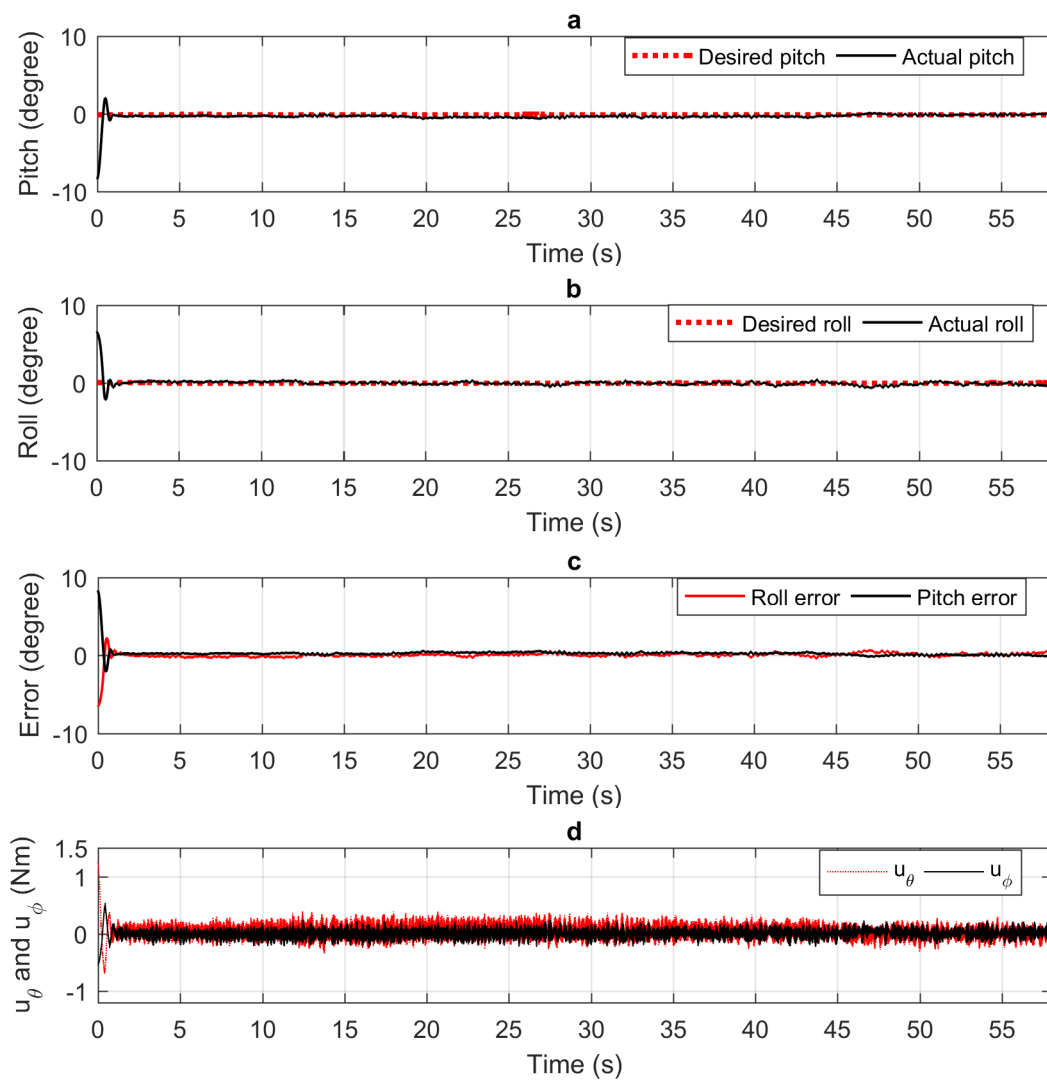 a
10
0
-10
Pitch (degree)
Desired pitch Actual pitch
0 5 10 15 20 25 30 35 40 45 50 55
Time (s)
b
10
0
-10
Roll (degree)
Desired roll Actual roll
0 5 10 15 20 25 30 35 40 45 50 55
Time (s)
c
10
0
-10
Error (degree)
Roll error Pitch error
0 5 10 15 20 25 30 35 40 45 50 55
Time (s)
d
1.5
1
0
-1
u_θ and u_ϕ (Nm)
u_θ u_ϕ
0 5 10 15 20 25 30 35 40 45 50 55
Time (s)